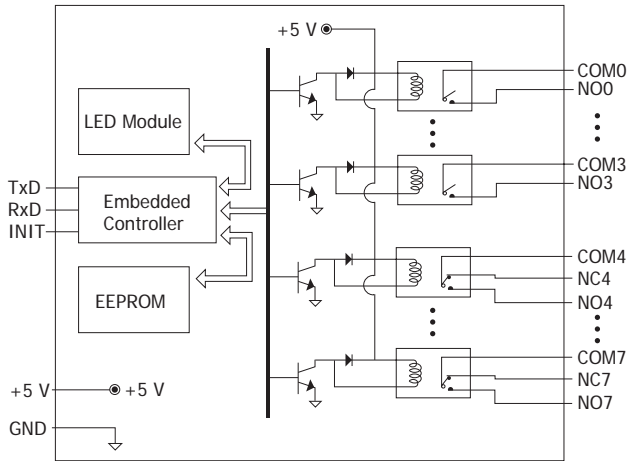 +5 V
COM0
NO0
LED Module
COM3
NO3
TxD
RxD
INIT
Embedded
Controller
COM4
NC4
NO4
EEPROM
COM7
NC7
NO7
+5 V
+5 V
GND